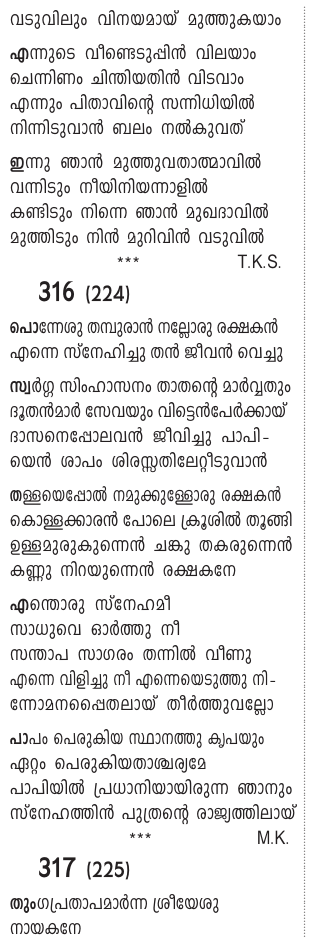 വടുവിലും വിനയമായ് മുത്തുകയാം
എന്നുടെ വീണ്ടെടുപ്പിൻ വിലയാം
ചെന്നിണം ചിന്തിയതിൻ വിടവാം
എന്നും പിതാവിന്റെ സന്നിധിയിൽ
നിന്നിടുവാൻ ബലം നൽകുവത്
ഇന്നു ഞാൻ മുത്തുവതാത്മാവിൽ
വന്നിടും നീയിനിയന്നാളിൽ
കണ്ടിടും നിന്നെ ഞാൻ മുഖദാവിൽ
മുത്തിടും നിൻ മുറിവിൻ വടുവിൽ
*** T.K.S.
316 (224)
പൊന്നേശു തമ്പുരാൻ നല്ലോരു രക്ഷകൻ
എന്നെ സ്നേഹിച്ചു തൻ ജീവൻ വെച്ചു
സ്വർഗ്ഗ സിംഹാസനം താതന്റെ മാർവ്വതും
ദൂതൻമാർ സേവയും വിട്ടെൻപേർക്കായ്
ദാസനെപ്പോലവൻ ജീവിച്ചു പാപി-
യെൻ ശാപം ശിരസ്സതിലേറ്റീടുവാൻ
തള്ളയെപ്പോൽ നമുക്കുള്ളോരു രക്ഷകൻ
കൊള്ളക്കാരൻ പോലെ ക്രൂശിൽ തൂങ്ങി
ഉള്ളമുരുകുന്നെൻ ചങ്കു തകരുന്നെൻ
കണ്ണു നിറയുന്നെൻ രക്ഷകനേ
എന്തൊരു സ്നേഹമീ
സാധുവെ ഓർത്തു നീ
സന്താപ സാഗരം തന്നിൽ വീണു
എന്നെ വിളിച്ചു നീ എന്നെയെടുത്തു നി-
ന്നോമനപ്പൈതലായ് തീർത്തുവല്ലോ
പാപം പെരുകിയ സ്ഥാനത്തു കൃപയും
ഏറ്റം പെരുകിയതാശ്ചര്യമേ
പാപിയിൽ പ്രധാനിയായിരുന്ന ഞാനും
സ്നേഹത്തിൻ പുത്രന്റെ രാജ്യത്തിലായ്
*** M.K.
317 (225)
തുംഗപ്രതാപമാർന്ന ശ്രീയേശു
നായകനേ